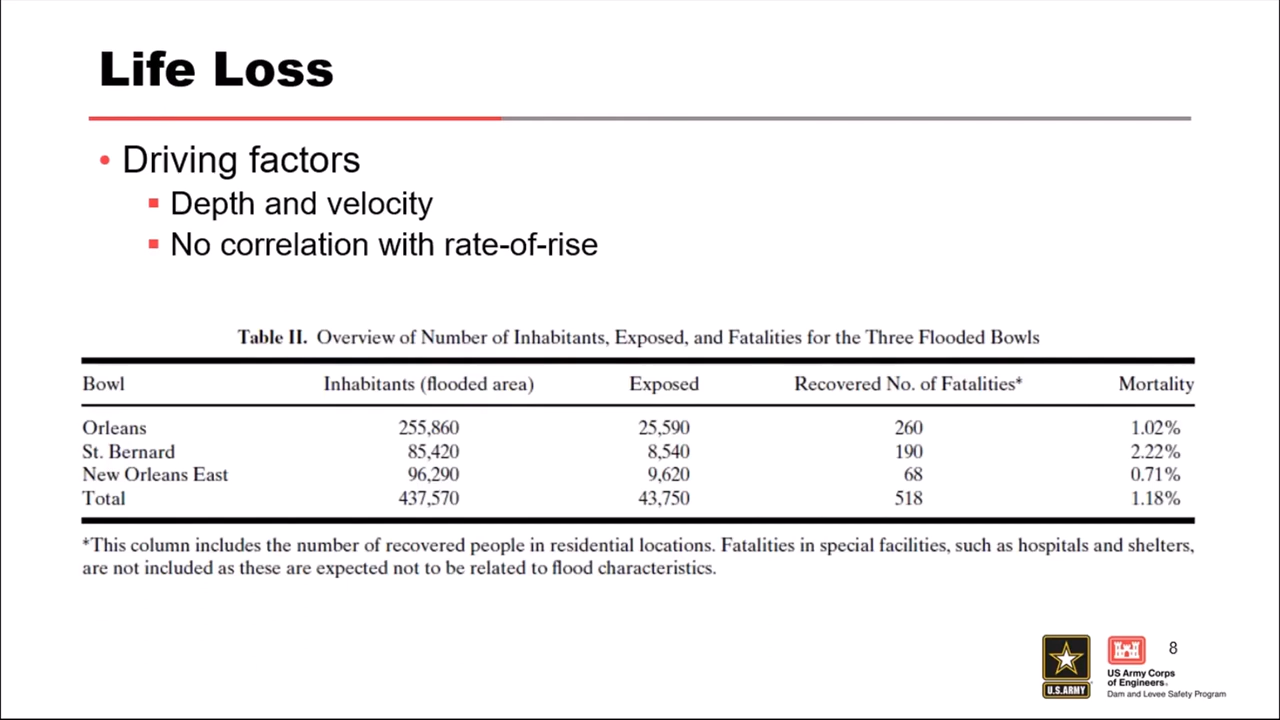 Life Loss
• Driving factors
▪ Depth and velocity
▪ No correlation with rate-of-rise
Table II. Overview of Number of Inhabitants, Exposed, and Fatalities for the Three Flooded Bowls
Bowl Inhabitants (flooded area) Exposed Recovered No. of Fatalities* Mortality
Orleans 255,860 25,590 260 1.02%
St. Bernard 85,420 8,540 190 2.22%
New Orleans East 96,290 9,620 68 0.71%
Total 437,570 43,750 518 1.18%
*This column includes the number of recovered people in residential locations. Fatalities in special facilities, such as hospitals and shelters,
are not included as these are expected not to be related to flood characteristics.
8
U.S.ARMY
US Army Corps
of Engineers®
Dam and Levee Safety Program